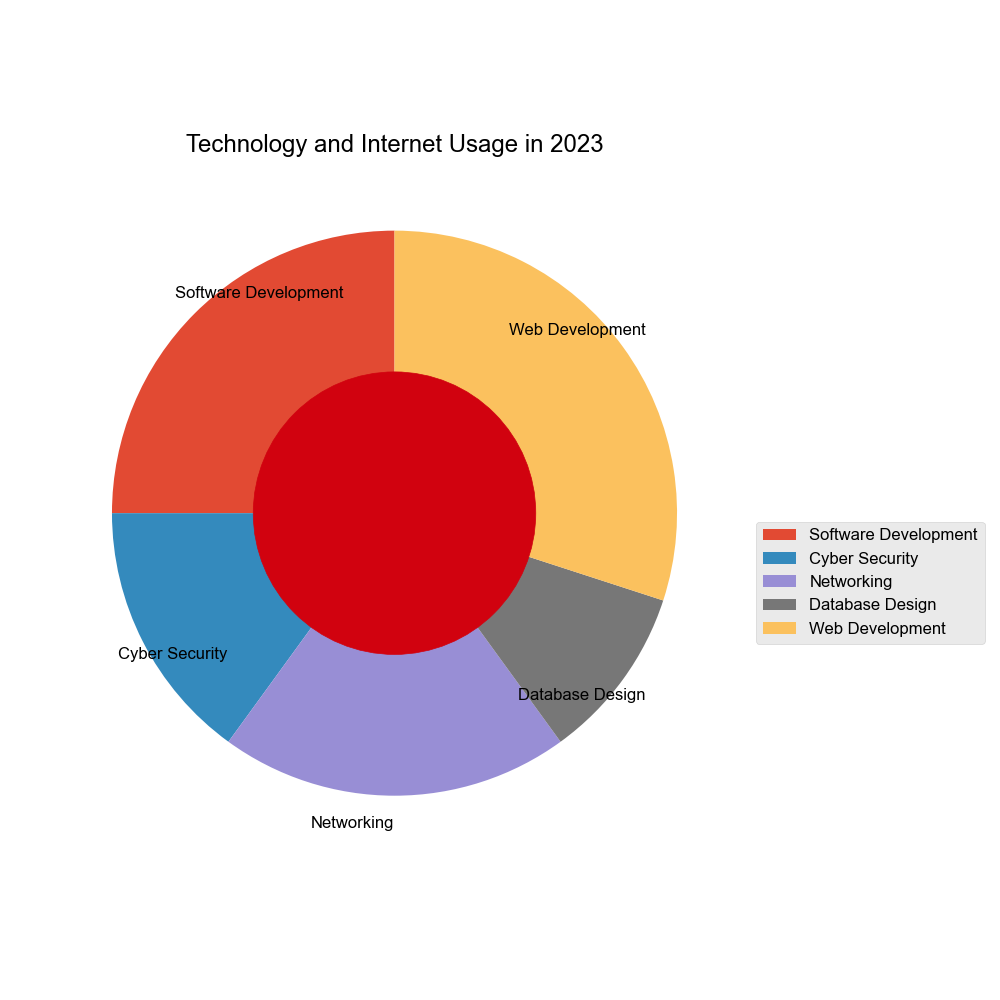 Technology and Internet Usage in 2023
Software Development
Web Development
Cyber Security
Database Design
Networking
Software Development
Cyber Security
Networking
Database Design
Web Development